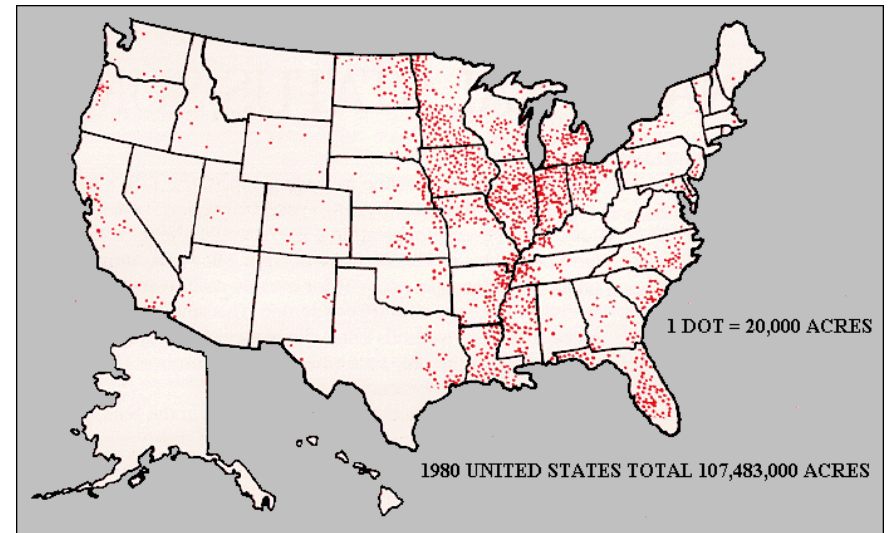 1 DOT = 20,000 ACRES
1980 UNITED STATES TOTAL 107,483,000 ACRES